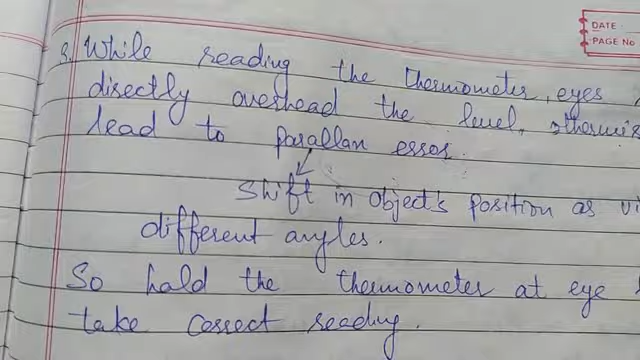 DATE
PAGE No
3. While reading the thermometer, eyes
directly overhead the level, otherwis
lead to parallax error.
Shift in object's position as vi
different angles.
So hold the thermometer at eye
take correct reading.